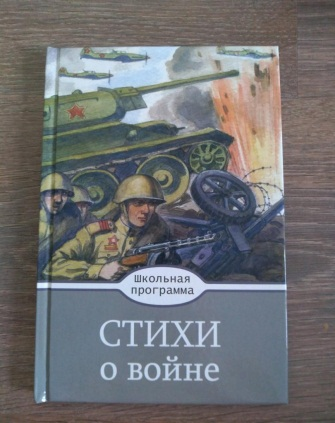 Школьная
программа
СТИХИ
о войне